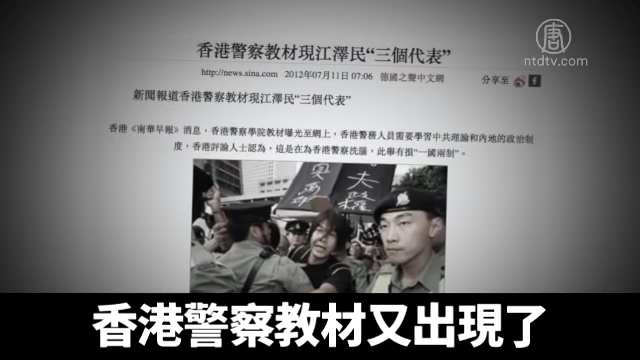 唐
ntdtv.com
香港警察教材現江澤民“三個代表”
http://news.sina.com 2012年07月11日 07:06 德國之聲中文網 分享至
新聞報道香港警察教材現江澤民“三個代表”
香港《南華早報》消息，香港警察學院教材曝光至網上，香港警務人員需要學習中共理論和內地的政治制
度，香港評論人士認為，這是在為香港警察洗腦，此舉有損“一國兩制”。
香港警察教材又出現了